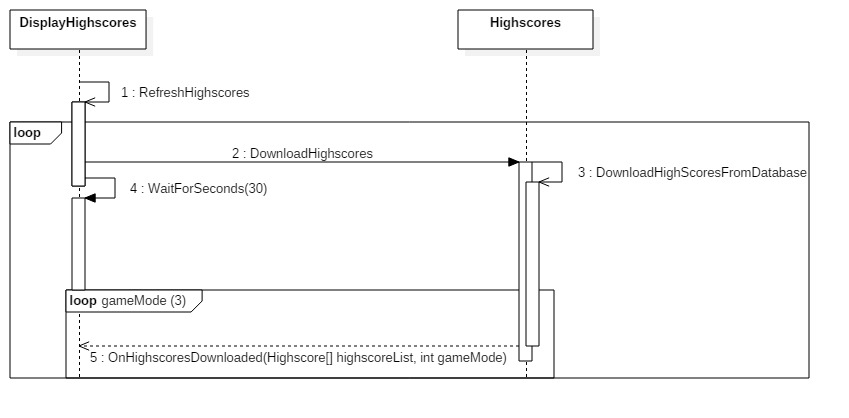 DisplayHighscores
Highscores
1 : RefreshHighscores
loop
2 : DownloadHighscores
3 : DownloadHighScoresFromDatabase
4 : WaitForSeconds(30)
loop gameMode (3)
5 : OnHighscoresDownloaded(Highscore[] highscoreList, int gameMode)